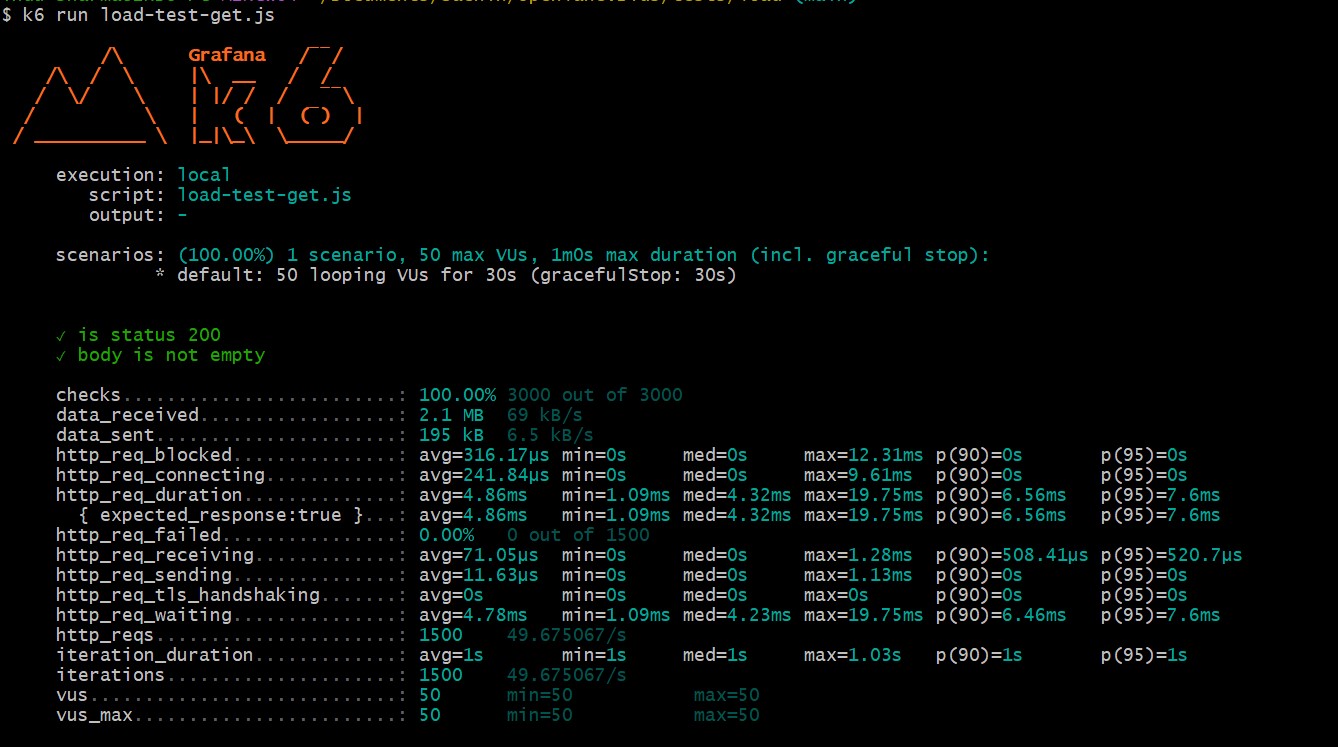 $ k6 run load-test-get.js
Grafana
k6
execution: local
script: load-test-get.js
output: -
scenarios: (100.00%) 1 scenario, 50 max VUs, 1m0s max duration (incl. graceful stop):
* default: 50 looping VUs for 30s (gracefulStop: 30s)
✓ is status 200
✓ body is not empty
checks.........................: 100.00% 3000 out of 3000
data_received..................: 2.1 MB 69 kB/s
data_sent......................: 195 kB 6.5 kB/s
http_req_blocked...............: avg=316.17µs min=0s med=0s max=12.31ms p(90)=0s p(95)=0s
http_req_connecting............: avg=241.84µs min=0s med=0s max=9.61ms p(90)=0s p(95)=0s
http_req_duration..............: avg=4.86ms min=1.09ms med=4.32ms max=19.75ms p(90)=6.56ms p(95)=7.6ms
{ expected_response:true }...: avg=4.86ms min=1.09ms med=4.32ms max=19.75ms p(90)=6.56ms p(95)=7.6ms
http_req_failed................: 0.00% 0 out of 1500
http_req_receiving.............: avg=71.05µs min=0s med=0s max=1.28ms p(90)=508.41µs p(95)=520.7µs
http_req_sending...............: avg=11.63µs min=0s med=0s max=1.13ms p(90)=0s p(95)=0s
http_req_tls_handshaking.......: avg=0s min=0s med=0s max=0s p(90)=0s p(95)=0s
http_req_waiting...............: avg=4.78ms min=1.09ms med=4.23ms max=19.75ms p(90)=6.46ms p(95)=7.6ms
http_reqs......................: 1500 49.675067/s
iteration_duration.............: avg=1s min=1s med=1s max=1.03s p(90)=1s p(95)=1s
iterations.....................: 1500 49.675067/s
vus............................: 50 min=50 max=50
vus_max........................: 50 min=50 max=50